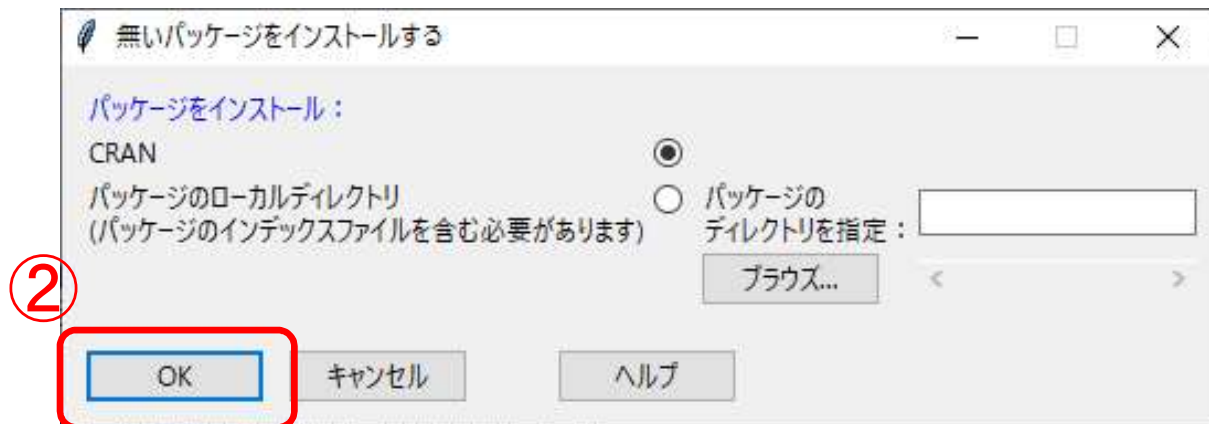 無いパッケージをインストールする
パッケージをインストール：
CRAN
パッケージのローカルディレクトリ
(パッケージのインデックスファイルを含む必要があります)
パッケージの
ディレクトリを指定：
ブラウズ...
②
OK
キャンセル
ヘルプ